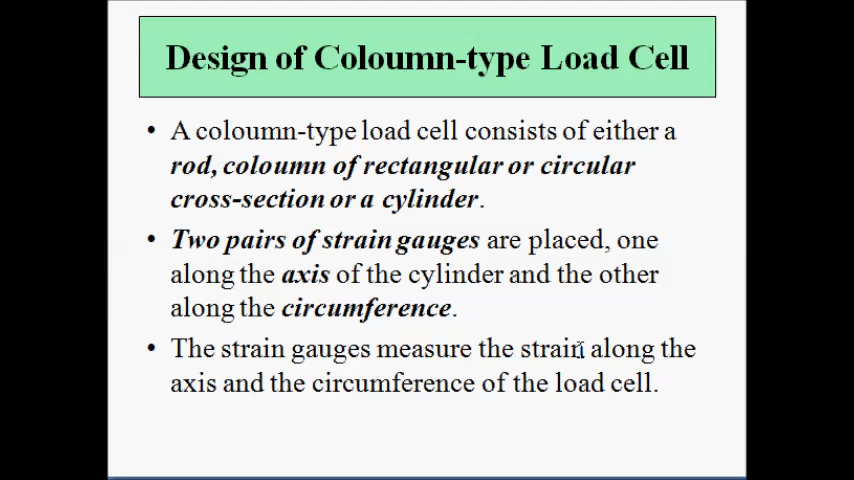 Design of Coloumn-type Load Cell
• A coloumn-type load cell consists of either a
rod, coloumn of rectangular or circular
cross-section or a cylinder.
• Two pairs of strain gauges are placed, one
along the axis of the cylinder and the other
along the circumference.
• The strain gauges measure the strain along the
axis and the circumference of the load cell.